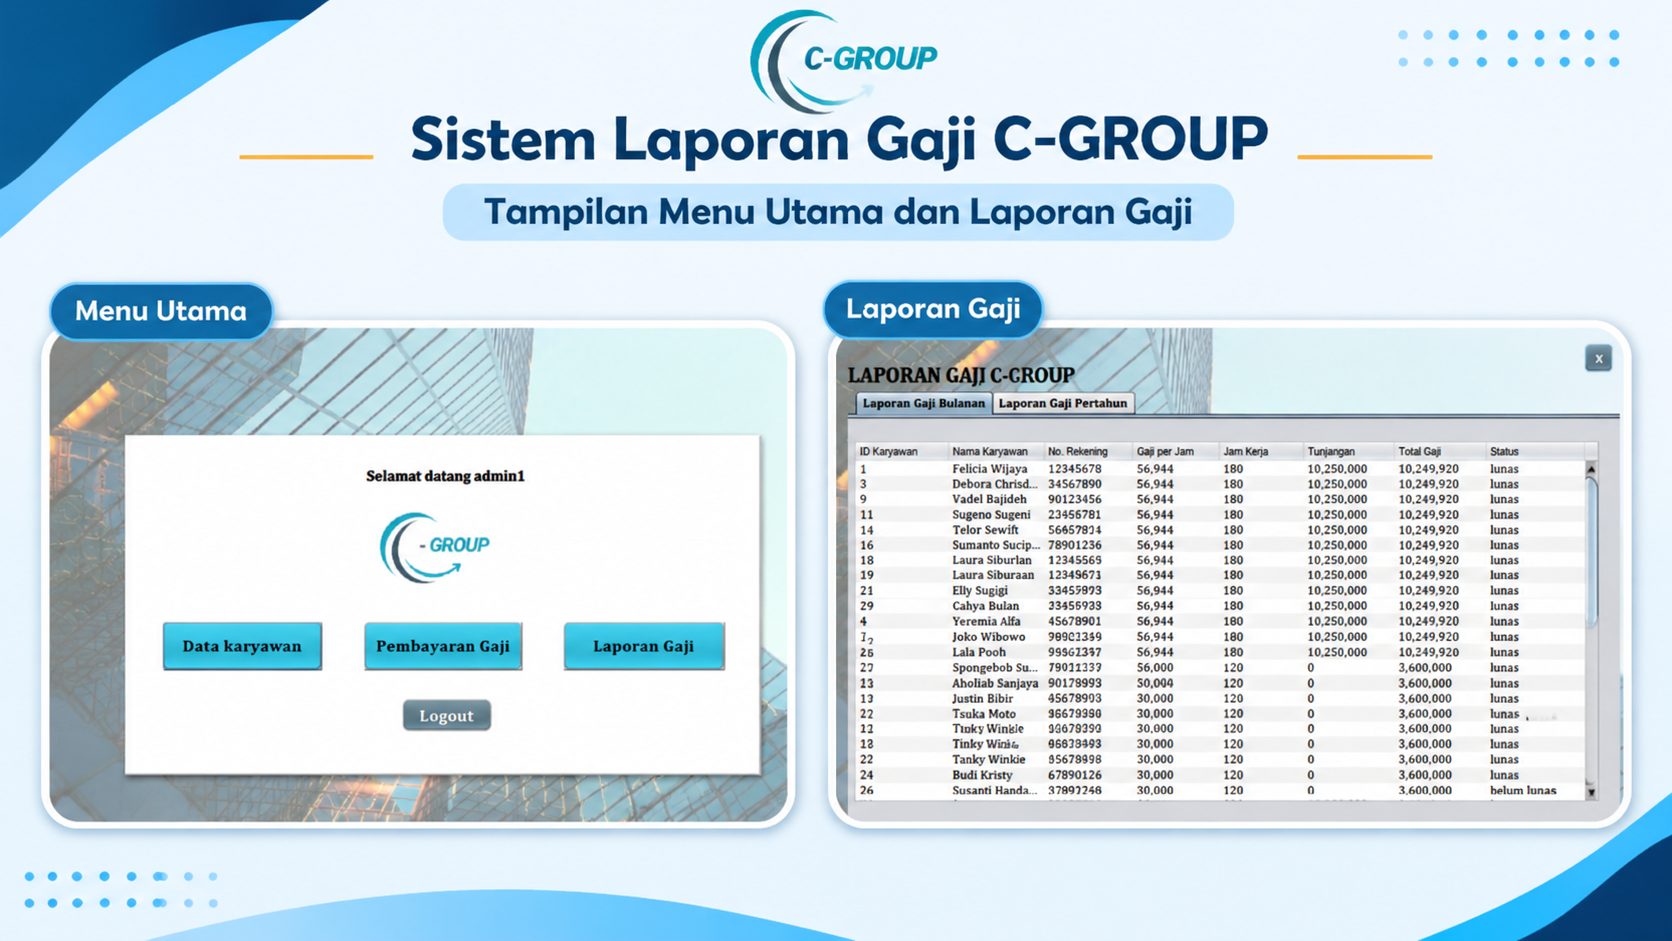 C-GROUP
Sistem Laporan Gaji C-GROUP
Tampilan Menu Utama dan Laporan Gaji
Menu Utama
Selamat datang admin1
- GROUP
Data karyawan Pembayaran Gaji Laporan Gaji
Logout
Laporan Gaji
x
LAPORAN GAJI C-GROUP
Laporan Gaji Bulanan Laporan Gaji Pertahun
ID Karyawan Nama Karyawan No. Rekening Gaji per Jam Jam Kerja Tunjangan Total Gaji Status
1 Felicia Wijaya 12345678 56,944 180 10,250,000 10,249,920 lunas
3 Debora Chrisd... 34567890 56,944 180 10,250,000 10,249,920 lunas
9 Vadel Bajideh 90123456 56,944 180 10,250,000 10,249,920 lunas
11 Sugeno Sugeni 23456781 56,944 180 10,250,000 10,249,920 lunas
14 Telor Sewift 56,944 180 10,250,000 10,249,920 lunas
16 Sumanto Sucip... 78901236 56,944 180 10,250,000 10,249,920 lunas
18 Laura Siburlan 12345569 56,944 180 10,250,000 10,249,920 lunas
19 Laura Siburaan 12349671 56,944 180 10,250,000 10,249,920 lunas
21 Elly Sugigi 33455993 56,944 180 10,250,000 10,249,920 lunas
29 Cahya Bulan 33455933 56,944 180 10,250,000 10,249,920 lunas
4 Yeremia Alfa 45678901 56,944 180 10,250,000 10,249,920 lunas
Joko Wibowo 56,944 180 10,250,000 10,249,920 lunas
26 Lala Pooh 56,944 180 10,250,000 10,249,920 lunas
27 Spongebob Su... 56,000 120 0 3,600,000 lunas
Aholiab Sanjaya 90178993 120 0 3,600,000 lunas
13 Justin Bibir 45678993 30,000 120 0 3,600,000 lunas
22 Tsuka Moto 30,000 120 0 3,600,000 lunas
12 30,000 120 0 3,600,000 lunas
Tinky 30,000 120 0 3,600,000 lunas
22 Tanky Winkie 30,000 120 0 3,600,000 lunas
24 Budi Kristy 67890126 30,000 120 0 3,600,000 lunas
26 Susanti Handa... 37892246 30,000 120 0 3,600,000 belum lunas